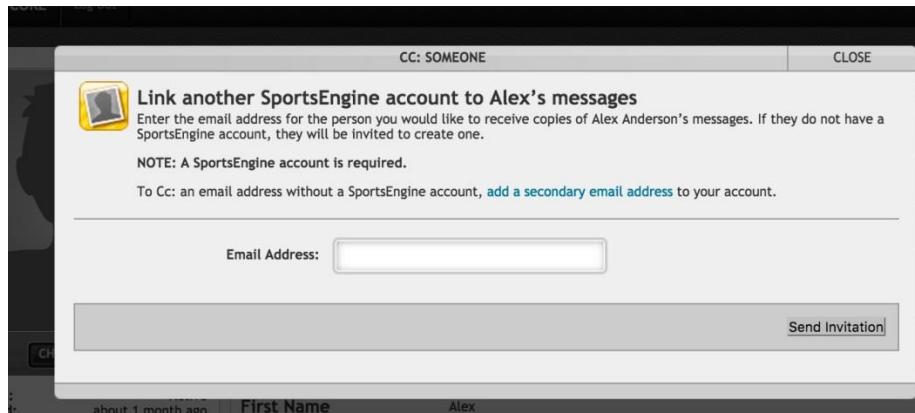 Log Out
CC: SOMEONE
CLOSE
Link another SportsEngine account to Alex's messages
Enter the email address for the person you would like to receive copies of Alex Anderson's messages. If they do not have a
SportsEngine account, they will be invited to create one.
NOTE: A SportsEngine account is required.
To Cc: an email address without a SportsEngine account, add a secondary email address to your account.
Email Address:
Send Invitation
CH
about 1 month ago
First Name
Alex